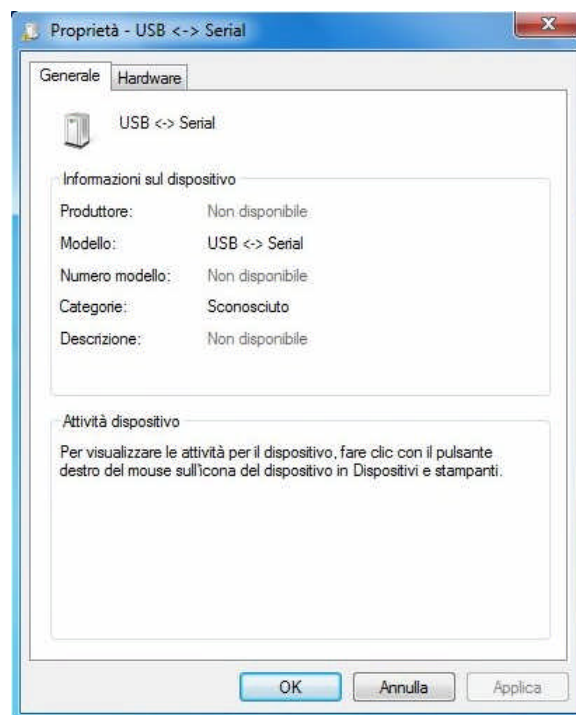 Proprietà - USB <-> Serial
Generale
Hardware
USB <-> Serial
Informazioni sul dispositivo
Produttore: Non disponibile
Modello: USB <-> Serial
Numero modello: Non disponibile
Categorie: Sconosciuto
Descrizione: Non disponibile
Attività dispositivo
Per visualizzare le attività per il dispositivo, fare clic con il pulsante
destro del mouse sull'icona del dispositivo in Dispositivi e stampanti.
OK
Annulla
Applica